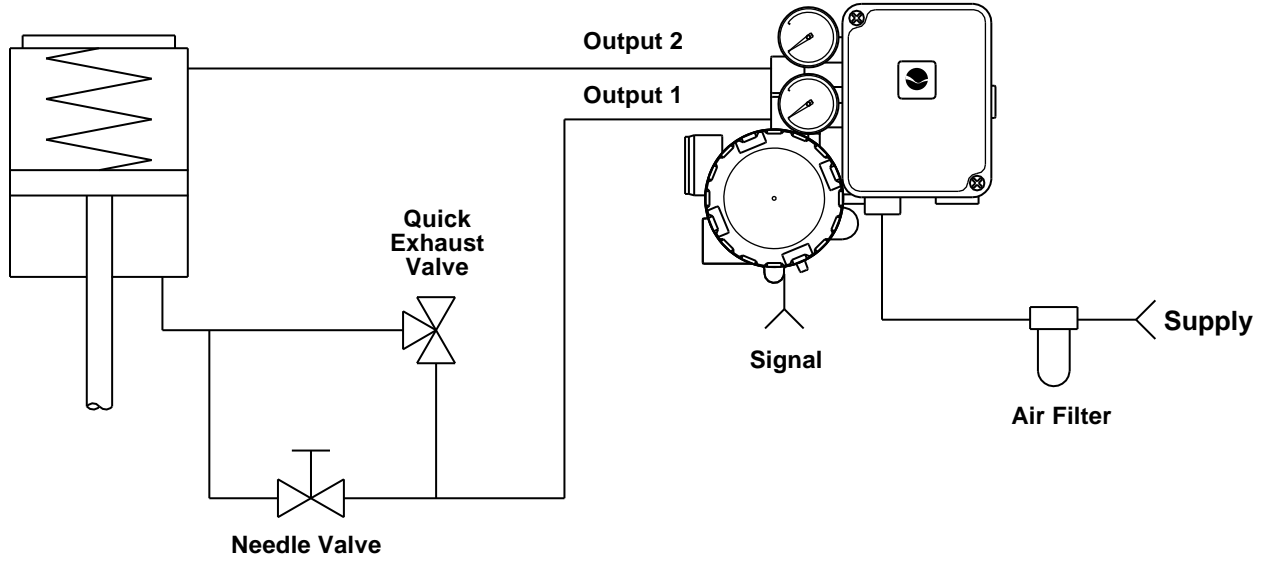 Output 2
Output 1
Quick
Exhaust
Valve
Supply
Signal
Air Filter
Needle Valve